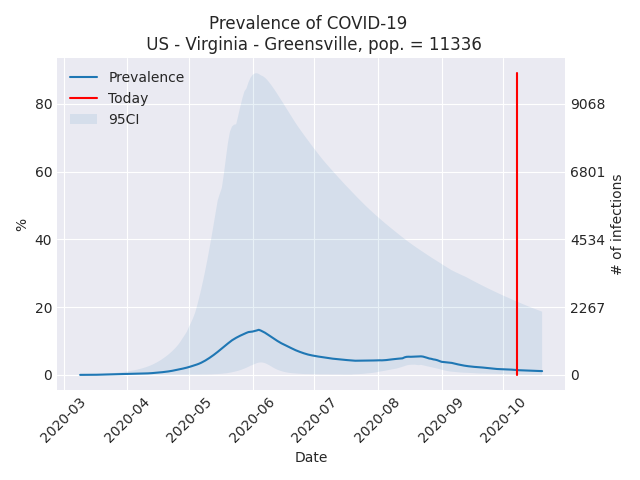 Prevalence of COVID-19
US - Virginia - Greensville, pop. = 11336
Prevalence
Today
95CI
80
60
40
20
0
%
9068
6801
4534
2267
0
# of infections
2020-03
2020-04
2020-05
2020-06
2020-07
2020-08
2020-09
2020-10
Date